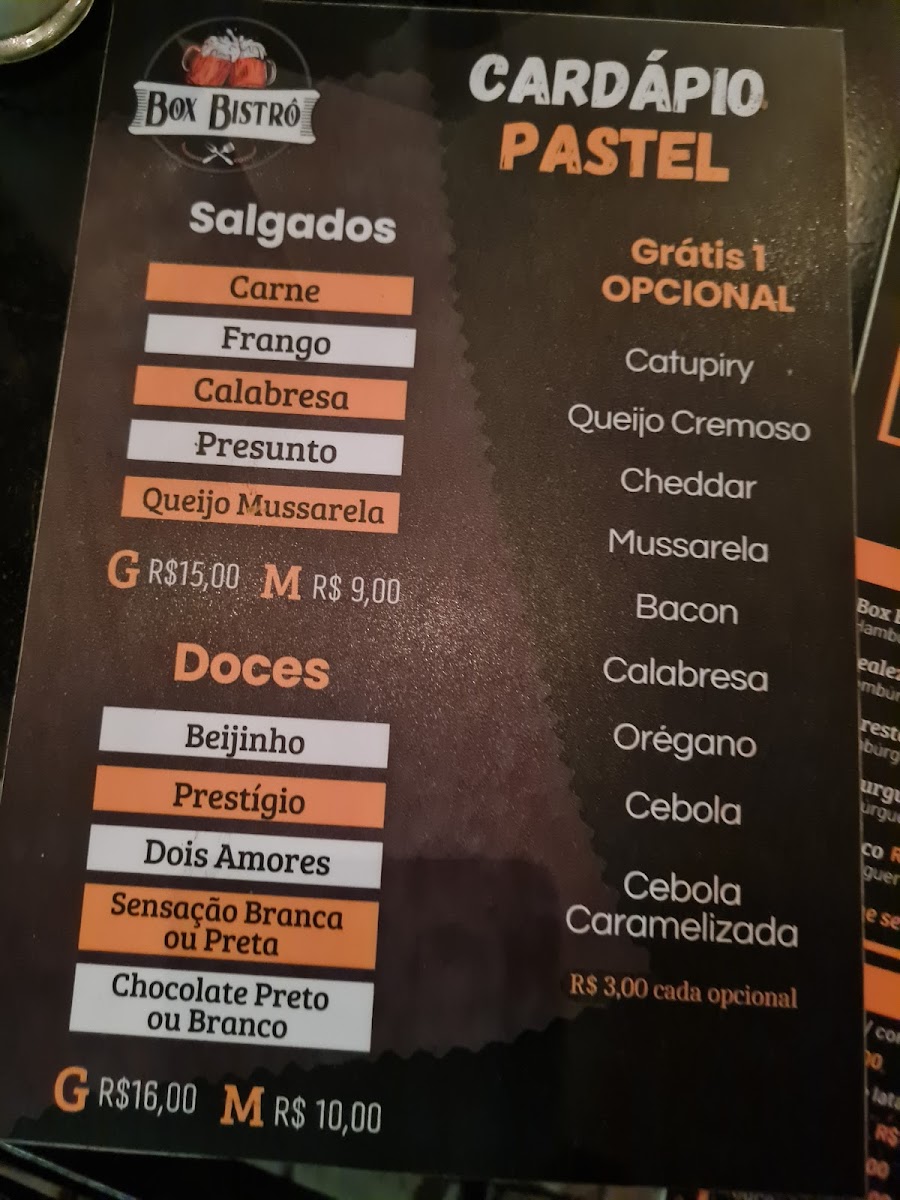 BOX BISTRÔ
CARDÁPIO
PASTEL
Salgados
Carne
Frango
Calabresa
Presunto
Queijo Mussarela
G R$15,00 M R$ 9,00
Doces
Beijinho
Prestígio
Dois Amores
Sensação Branca
ou Preta
Chocolate Preto
ou Branco
G R$16,00 M R$ 10,00
Grátis 1
OPCIONAL
Catupiry
Queijo Cremoso
Cheddar
Mussarela
Bacon
Calabresa
Orégano
Cebola
Cebola
Caramelizada
R$ 3,00 cada opcional
Box
R$